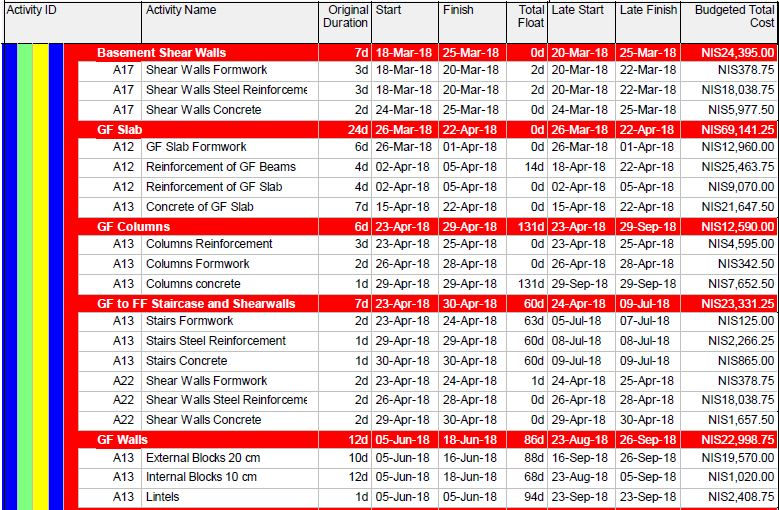 Activity ID Activity Name Original Duration Start Finish Total Float Late Start Late Finish Budgeted Total Cost
Basement Shear Walls 7d 18-Mar-18 25-Mar-18 0d 20-Mar-18 25-Mar-18 NIS24,395.00
A17 Shear Walls Formwork 3d 18-Mar-18 20-Mar-18 2d 20-Mar-18 22-Mar-18 NIS378.75
A17 Shear Walls Steel Reinforceme 3d 18-Mar-18 20-Mar-18 2d 20-Mar-18 22-Mar-18 NIS18,038.75
A17 Shear Walls Concrete 2d 24-Mar-18 25-Mar-18 0d 24-Mar-18 25-Mar-18 NIS5,977.50
GF Slab 24d 26-Mar-18 22-Apr-18 0d 26-Mar-18 22-Apr-18 NIS69,141.25
A12 GF Slab Formwork 6d 26-Mar-18 01-Apr-18 0d 26-Mar-18 01-Apr-18 NIS12,960.00
A12 Reinforcement of GF Beams 4d 02-Apr-18 05-Apr-18 14d 18-Apr-18 22-Apr-18 NIS25,463.75
A12 Reinforcement of GF Slab 4d 02-Apr-18 05-Apr-18 0d 02-Apr-18 05-Apr-18 NIS9,070.00
A13 Concrete of GF Slab 7d 15-Apr-18 22-Apr-18 0d 15-Apr-18 22-Apr-18 NIS21,647.50
GF Columns 6d 23-Apr-18 29-Apr-18 131d 23-Apr-18 29-Sep-18 NIS12,590.00
A13 Columns Reinforcement 3d 23-Apr-18 25-Apr-18 0d 23-Apr-18 25-Apr-18 NIS4,595.00
A13 Columns Formwork 2d 26-Apr-18 28-Apr-18 0d 26-Apr-18 28-Apr-18 NIS342.50
A13 Columns concrete 1d 29-Apr-18 29-Apr-18 131d 29-Sep-18 29-Sep-18 NIS7,652.50
GF to FF Staircase and Shearwalls 7d 23-Apr-18 30-Apr-18 60d 24-Apr-18 09-Jul-18 NIS23,331.25
A13 Stairs Formwork 2d 23-Apr-18 24-Apr-18 63d 05-Jul-18 07-Jul-18 NIS125.00
A13 Stairs Steel Reinforcement 1d 29-Apr-18 29-Apr-18 60d 08-Jul-18 08-Jul-18 NIS2,266.25
A13 Stairs Concrete 1d 30-Apr-18 30-Apr-18 60d 09-Jul-18 09-Jul-18 NIS865.00
A22 Shear Walls Formwork 2d 23-Apr-18 24-Apr-18 1d 24-Apr-18 25-Apr-18 NIS378.75
A22 Shear Walls Steel Reinforceme 2d 26-Apr-18 28-Apr-18 0d 26-Apr-18 28-Apr-18 NIS18,038.75
A22 Shear Walls Concrete 2d 29-Apr-18 30-Apr-18 0d 29-Apr-18 30-Apr-18 NIS1,657.50
GF Walls 12d 05-Jun-18 18-Jun-18 86d 23-Aug-18 26-Sep-18 NIS22,998.75
A13 External Blocks 20 cm 10d 05-Jun-18 16-Jun-18 88d 16-Sep-18 26-Sep-18 NIS19,570.00
A13 Internal Blocks 10 cm 12d 05-Jun-18 18-Jun-18 68d 23-Aug-18 05-Sep-18 NIS1,020.00
A13 Lintels 1d 05-Jun-18 05-Jun-18 94d 23-Sep-18 23-Sep-18 NIS2,408.75